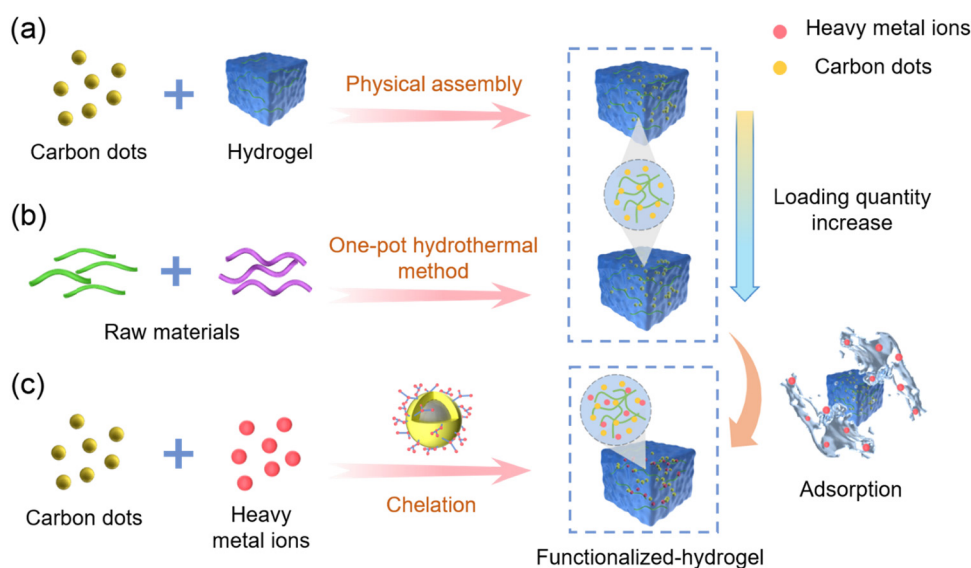 (a)
Carbon dots
Hydrogel
Physical assembly
Heavy metal ions
Carbon dots
Loading quantity
increase
(b)
One-pot hydrothermal
method
Raw materials
(c)
Carbon dots
Heavy
metal ions
Chelation
Functionalized-hydrogel
Adsorption